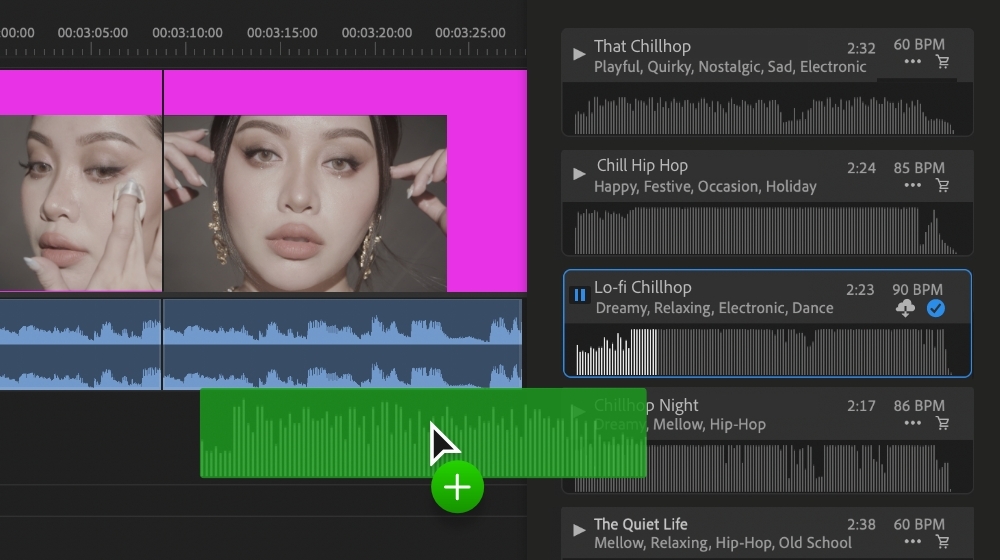 :00:00 00:03:05:00 00:03:10:00 00:03:15:00 00:03:20:00 00:03:25:00
That Chillhop 2:32 60 BPM
Playful, Quirky, Nostalgic, Sad, Electronic
Chill Hip Hop 2:24 85 BPM
Happy, Festive, Occasion, Holiday
Lo-fi Chillhop 2:23 90 BPM
Dreamy, Relaxing, Electronic, Dance
Chillhop Night 2:17 86 BPM
Dreamy, Mellow, Hip-Hop
The Quiet Life 2:38 60 BPM
Mellow, Relaxing, Hip-Hop, Old School